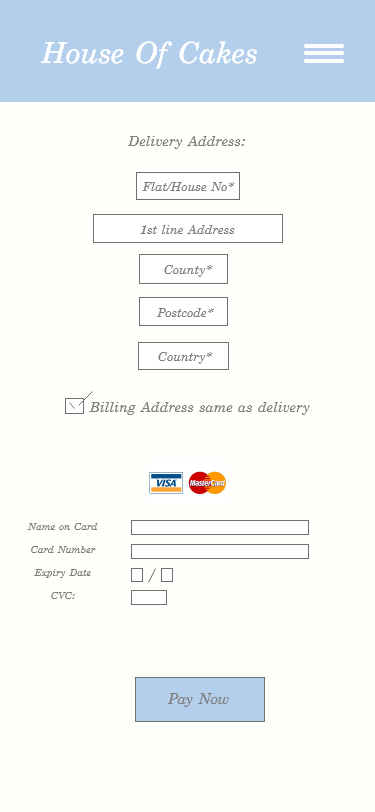 House Of Cakes
Delivery Address:
Flat/House No*
1st line Address
County*
Postcode*
Country*
Billing Address same as delivery
VISA MasterCard
Name on Card
Card Number
Expiry Date /
CVC:
Pay Now